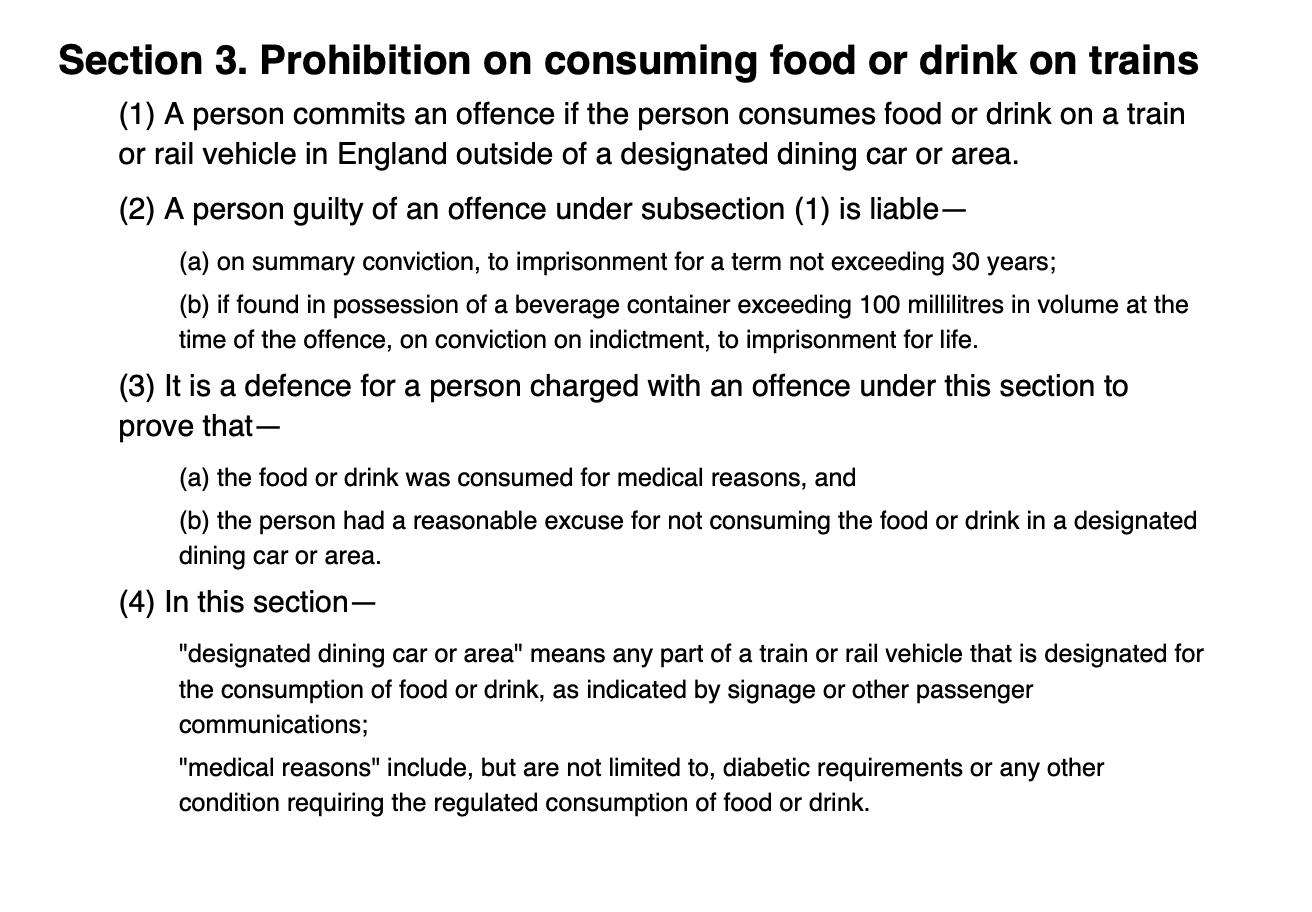 Section 3. Prohibition on consuming food or drink on trains
(1) A person commits an offence if the person consumes food or drink on a train
or rail vehicle in England outside of a designated dining car or area.
(2) A person guilty of an offence under subsection (1) is liable—
(a) on summary conviction, to imprisonment for a term not exceeding 30 years;
(b) if found in possession of a beverage container exceeding 100 millilitres in volume at the
time of the offence, on conviction on indictment, to imprisonment for life.
(3) It is a defence for a person charged with an offence under this section to
prove that—
(a) the food or drink was consumed for medical reasons, and
(b) the person had a reasonable excuse for not consuming the food or drink in a designated
dining car or area.
(4) In this section—
"designated dining car or area" means any part of a train or rail vehicle that is designated for
the consumption of food or drink, as indicated by signage or other passenger
communications;
"medical reasons" include, but are not limited to, diabetic requirements or any other
condition requiring the regulated consumption of food or drink.